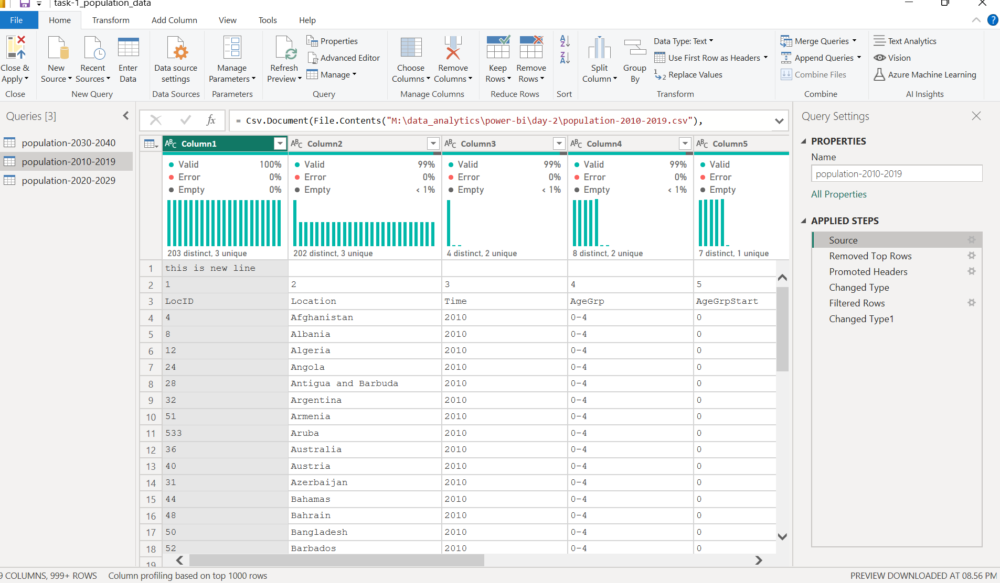 task-1_population_data
File Home Transform Add Column View Tools Help
Close & Apply
New Source
Recent Sources
Enter Data
Data source settings
Manage Parameters
Refresh Preview
Properties
Advanced Editor
Manage
Choose Columns
Remove Columns
Keep Rows
Remove Rows
Split Column
Group By
Data Type: Text
Use First Row as Headers
Replace Values
Merge Queries
Append Queries
Combine Files
Text Analytics
Vision
Azure Machine Learning
Close New Query Data Sources Parameters Query Manage Columns Reduce Rows Sort Transform Combine AI Insights
Queries [3]
population-2030-2040
population-2010-2019
population-2020-2029
fx = Csv.Document(File.Contents("M:\data_analytics\power-bi\day-2\population-2010-2019.csv"),
ABC Column1 ABC Column2 ABC Column3 ABC Column4 ABC Column5
Valid 100% Valid 99% Valid 99% Valid 99% Valid
Error 0% Error 0% Error 0% Error 0% Error
Empty 0% Empty < 1% Empty < 1% Empty < 1% Empty
203 distinct, 3 unique 202 distinct, 3 unique 4 distinct, 2 unique 8 distinct, 2 unique 7 distinct, 1 unique
1 this is new line
2 1 2 3 4 5
3 LocID Location Time AgeGrp AgeGrpStart
4 4 Afghanistan 2010 0-4 0
5 8 Albania 2010 0-4 0
6 12 Algeria 2010 0-4 0
7 24 Angola 2010 0-4 0
8 28 Antigua and Barbuda 2010 0-4 0
9 32 Argentina 2010 0-4 0
10 51 Armenia 2010 0-4 0
11 533 Aruba 2010 0-4 0
12 36 Australia 2010 0-4 0
13 40 Austria 2010 0-4 0
14 31 Azerbaijan 2010 0-4 0
15 44 Bahamas 2010 0-4 0
16 48 Bahrain 2010 0-4 0
17 50 Bangladesh 2010 0-4 0
18 52 Barbados 2010 0-4 0
19
Query Settings
PROPERTIES
Name
population-2010-2019
All Properties
APPLIED STEPS
Source
Removed Top Rows
Promoted Headers
Changed Type
Filtered Rows
Changed Type1
9 COLUMNS, 999+ ROWS Column profiling based on top 1000 rows PREVIEW DOWNLOADED AT 08.56 PM